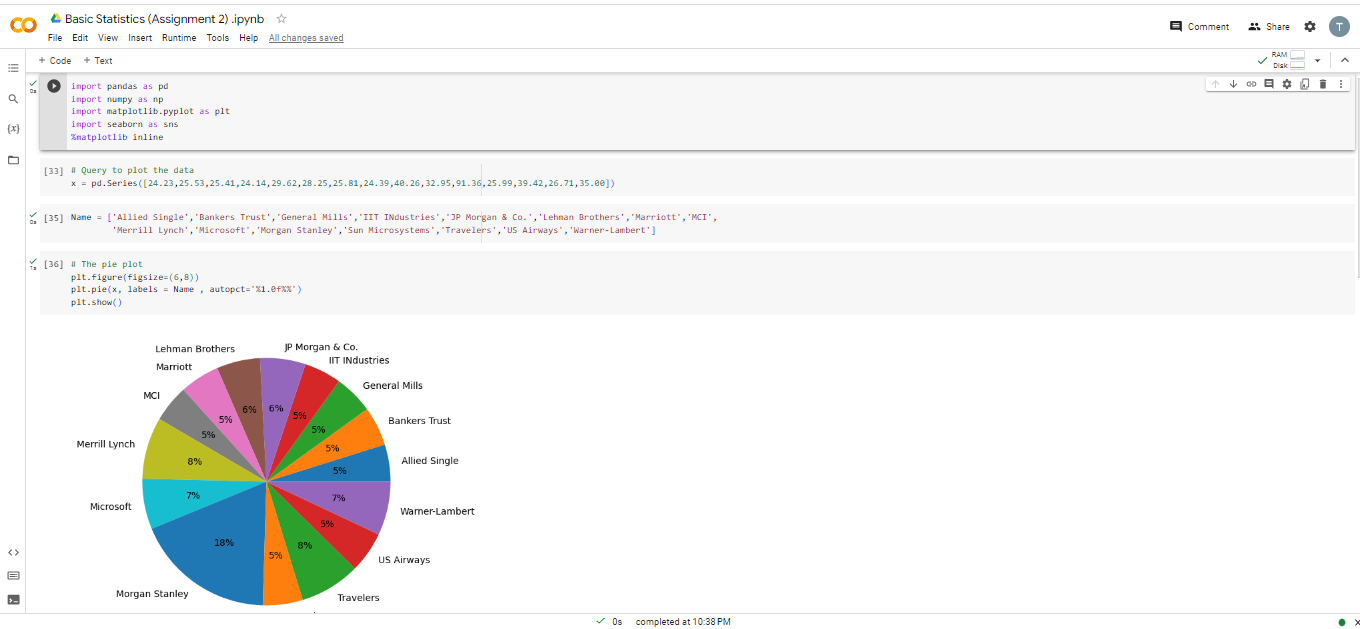 Basic Statistics (Assignment 2) .ipynb
File Edit View Insert Runtime Tools Help All changes saved
Comment Share T
+ Code + Text
RAM
Disk
0s
import pandas as pd
import numpy as np
import matplotlib.pyplot as plt
import seaborn as sns
%matplotlib inline
{x}
[33] # Query to plot the data
x = pd.Series([24.23,25.53,25.41,24.14,29.62,28.25,25.81,24.39,40.26,32.95,91.36,25.99,39.42,26.71,35.00])
0s
[35] Name = ['Allied Single','Bankers Trust','General Mills','IIT INdustries','JP Morgan & Co.','Lehman Brothers','Marriott','MCI',
'Merrill Lynch','Microsoft','Morgan Stanley','Sun Microsystems','Travelers','US Airways','Warner-Lambert']
1s
[36] # The pie plot
plt.figure(figsize=(6,8))
plt.pie(x, labels = Name , autopct='%1.0f%%')
plt.show()
Lehman Brothers JP Morgan & Co.
Marriott IIT INdustries
General Mills
MCI
Bankers Trust
Merrill Lynch
Allied Single
Microsoft
Warner-Lambert
US Airways
Morgan Stanley
Travelers
6% 6%
5% 5%
5% 5%
5%
8% 5%
7% 7%
5%
18% 8%
5%
0s completed at 10:38 PM